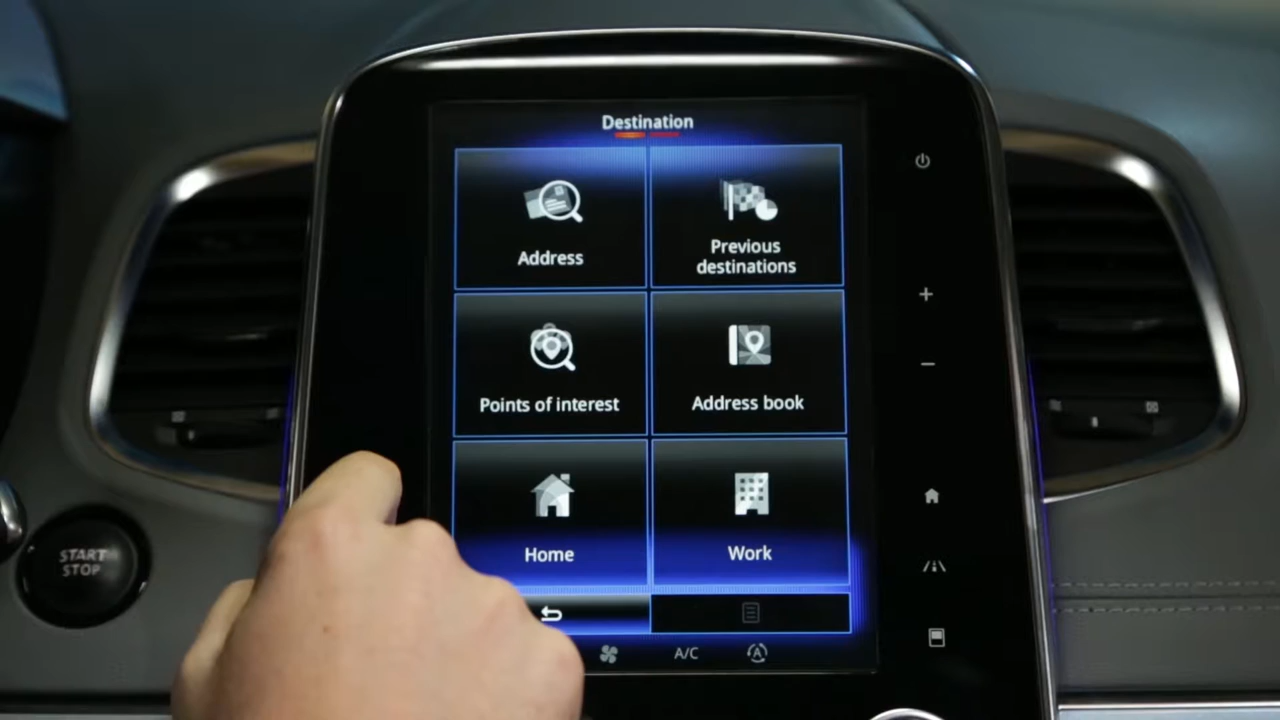 Destination
Address
Previous
destinations
Points of interest
Address book
Home
Work
START
STOP
A/C
A